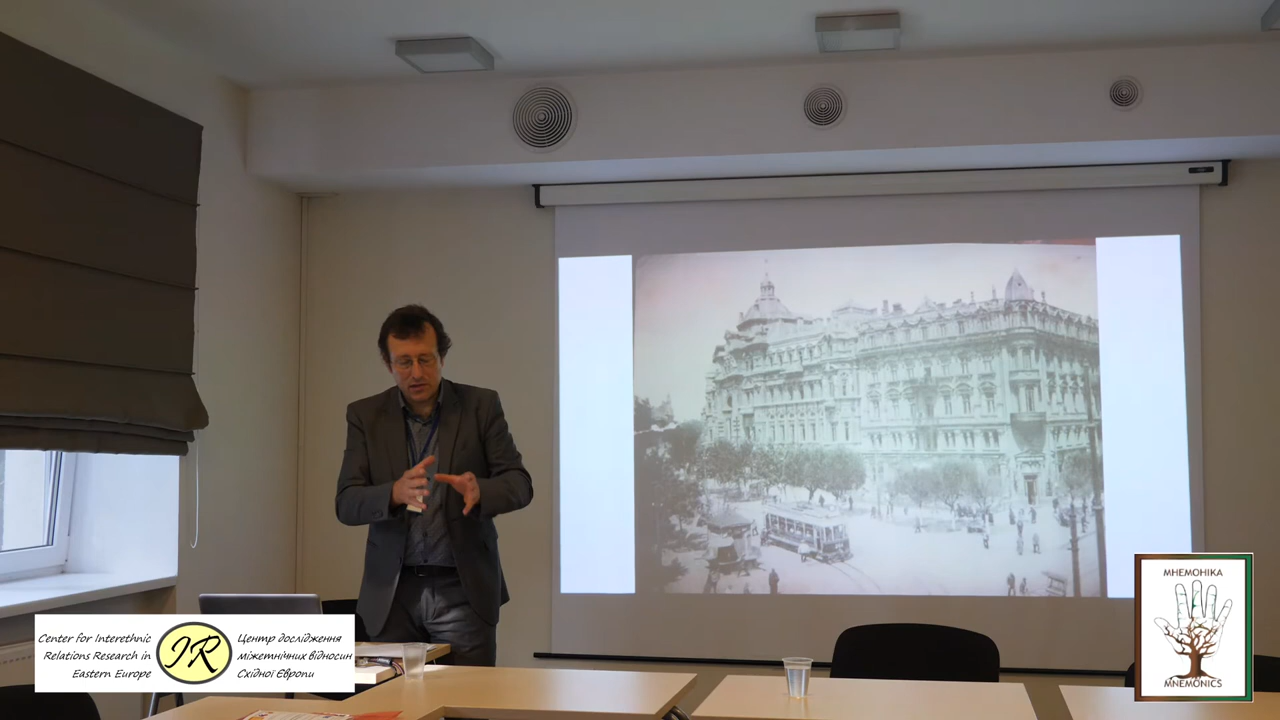 Center for Interethnic
Relations Research in
Eastern Europe
IR
Центр дослідження
міжетнічних відносин
Східної Європи
МНЕМОНІКА
MNEMONICS